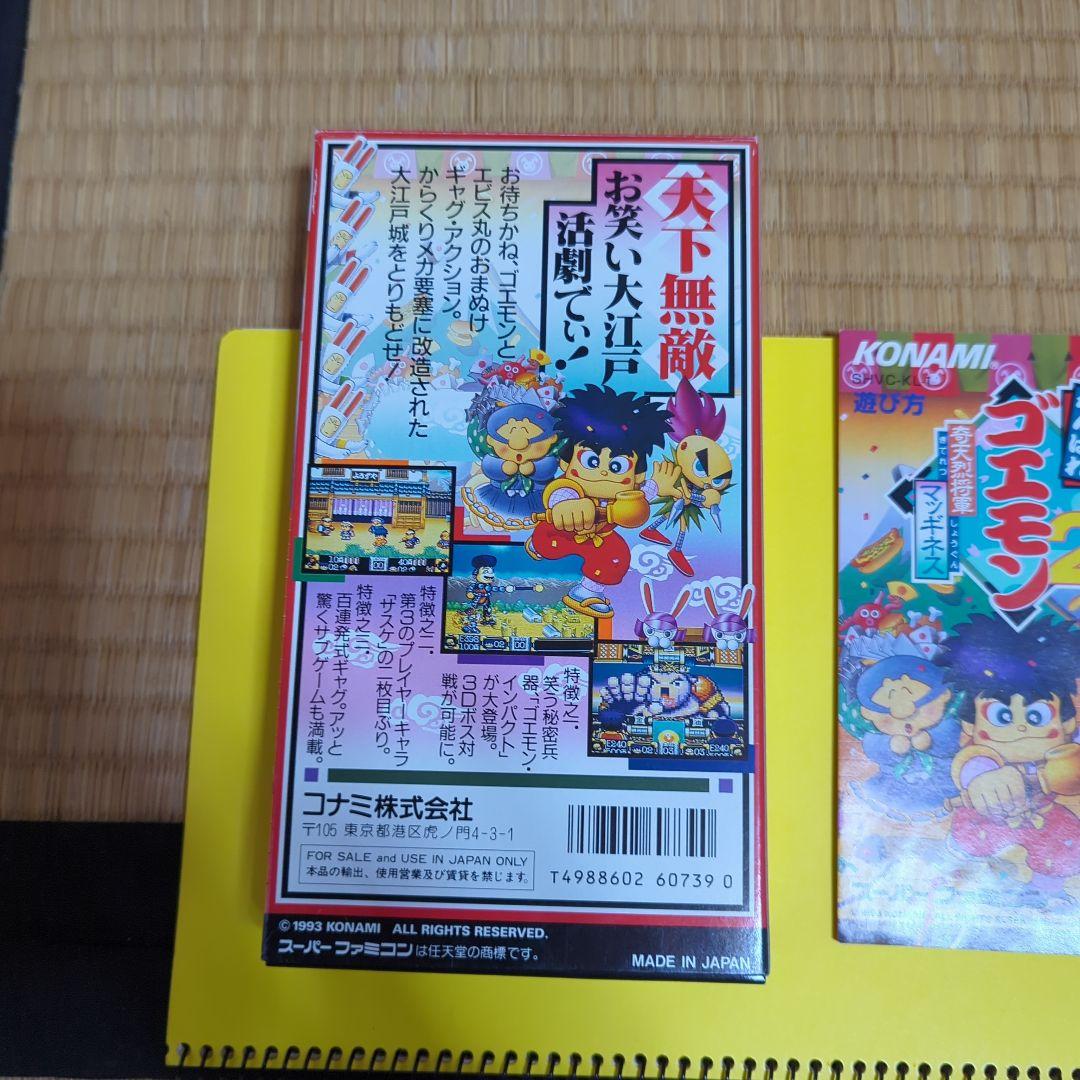 天下無敵
お笑い大江戸
活劇でぃ!
お待ちかね、ゴエモンと
エビス丸のおまぬけ
ギャグ・アクション。
からくりメカ要塞に改造された
大江戸城をとりもどせ!
特徴之一.
笑う秘密兵
器、「ゴエモン・
インパクト」
が大登場。
3Dボス対
戦が可能に。
特徴之二.
第3のプレイヤーキャラ
「サスケ」の二枚目ぶり。
特徴之三.
百連発式ギャグ。アッと
驚くサブゲームも満載。
コナミ株式会社
〒105 東京都港区虎ノ門4-3-1
FOR SALE and USE IN JAPAN ONLY
本品の輸出、使用営業及び賃貸を禁じます。
T4988602 60739 0
© 1993 KONAMI ALL RIGHTS RESERVED.
スーパーファミコンは任天堂の商標です。
MADE IN JAPAN
KONAMI
遊び方
ゴエモン
2
奇天烈将軍
きてれつ
しょうぐん
マッギネス